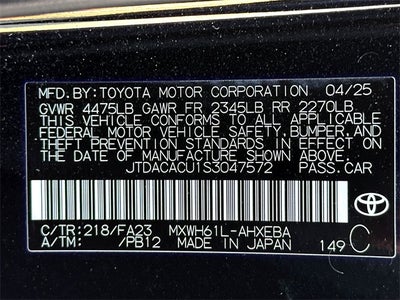 MFD.BY:TOYOTA MOTOR CORPORATION 04/25
GVWR 4475LB GAWR FR 2345LB RR 2270LB
THIS VEHICLE CONFORMS TO ALL APPLICABLE
FEDERAL MOTOR VEHICLE SAFETY,BUMPER,AND
THEFT PREVENTION STANDARDS IN EFFECT ON
THE DATE OF MANUFACTURE SHOWN ABOVE.
JTDACACU1S3047572 PASS.CAR
TOYOTA
C/TR:218/FA23 MXWH61L-AHXEBA
A/TM: /PB12 MADE IN JAPAN 149 C